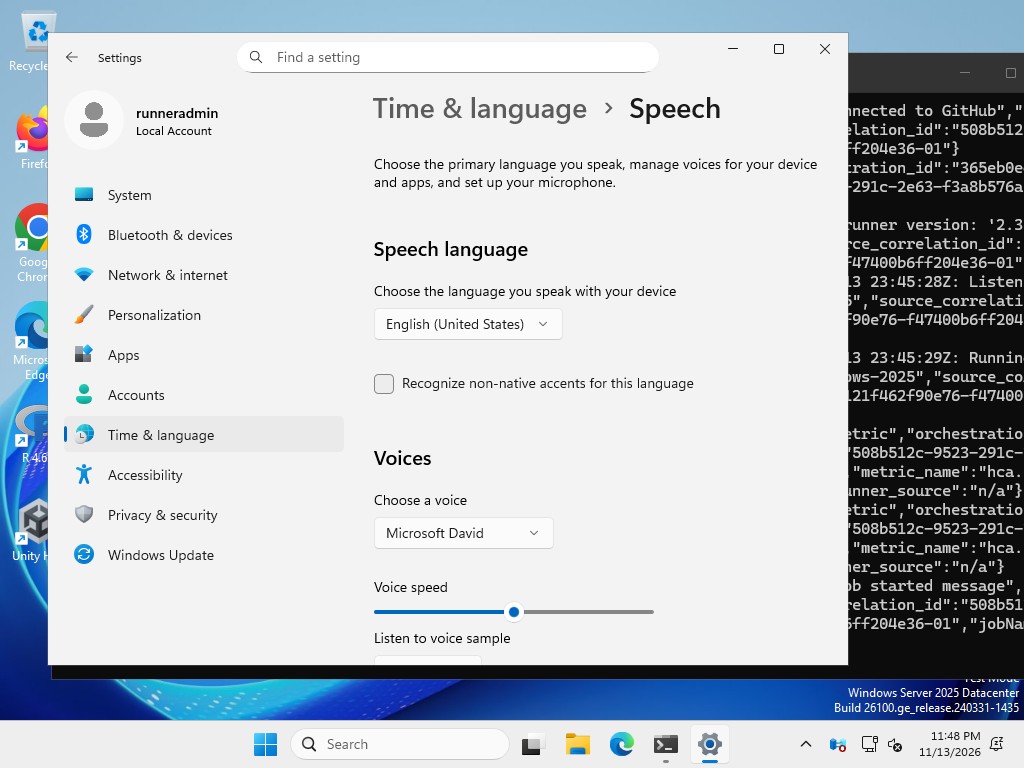 Recycle
Firefo
Goog
Chron
Micros
Edge
R 4.6
Unity H
Settings
Find a setting
runneradmin
Local Account
System
Bluetooth & devices
Network & internet
Personalization
Apps
Accounts
Time & language
Accessibility
Privacy & security
Windows Update
Time & language › Speech
Choose the primary language you speak, manage voices for your device
and apps, and set up your microphone.
Speech language
Choose the language you speak with your device
English (United States)
Recognize non-native accents for this language
Voices
Choose a voice
Microsoft David
Voice speed
Listen to voice sample
nnected to GitHub","
elation_id":"508b512
6ff204e36-01"}
tration_id":"365eb0e
-291c-2e63-f3a8b576a
runner version: '2.3
rce_correlation_id":
f47400b6ff204e36-01"
13 23:45:28Z: Listen
5","source_correlati
f90e76-f47400b6ff204
13 23:45:29Z: Runnin
ows-2025","source_co
21f462f90e76-f47400
etric","orchestratio
"508b512c-9523-291c-
,"metric_name":"hca.
unner_source":"n/a"}
etric","orchestratio
"508b512c-9523-291c-
,"metric_name":"hca.
ner_source":"n/a"}
ob started message",
relation_id":"508b51
6ff204e36-01","jobNa
Test Mode
Windows Server 2025 Datacenter
Build 26100.ge_release.240331-1435
Search
11:48 PM
11/13/2026